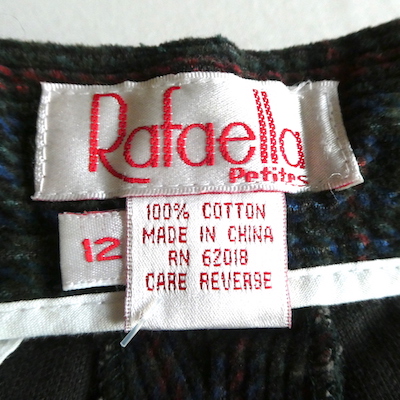 Rafaella
Petites
12
100% COTTON
MADE IN CHINA
RN 62018
CARE REVERSE